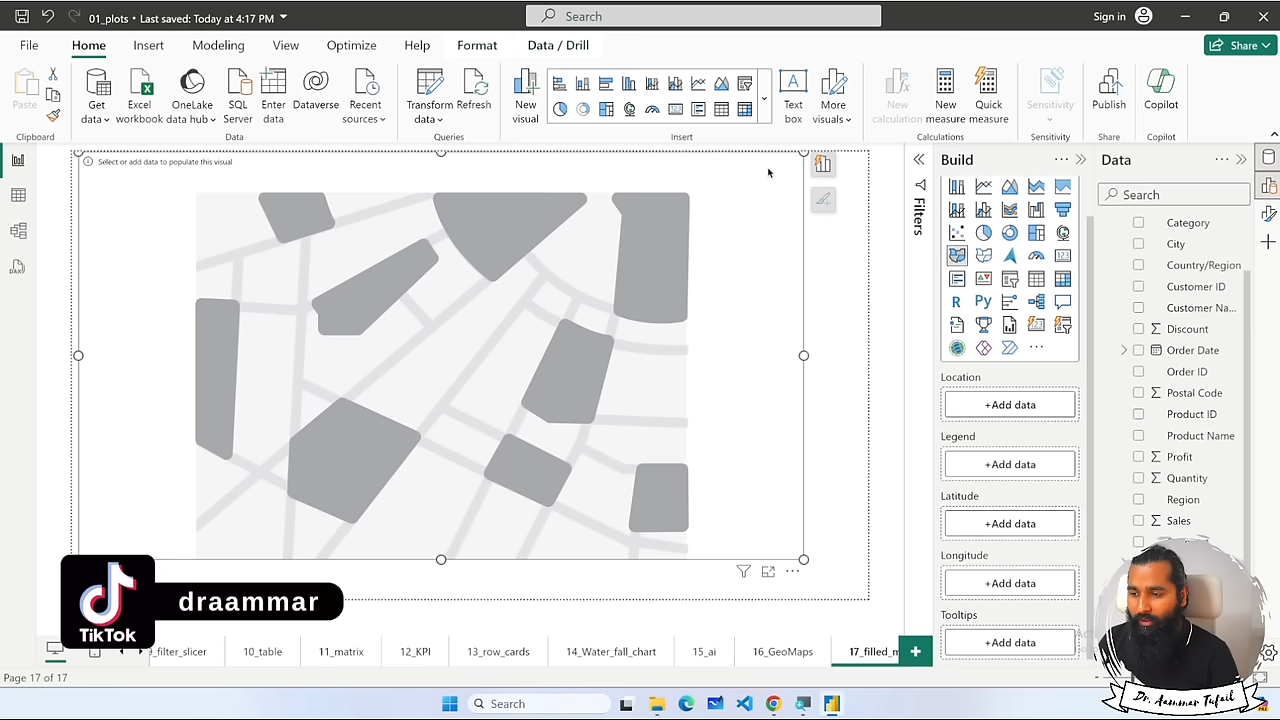 01_plots • Last saved: Today at 4:17 PM
Search
Sign in
File
Home
Insert
Modeling
View
Optimize
Help
Format
Data / Drill
Share
Paste
Get data
Excel workbook
OneLake data hub
SQL Server
Enter data
Dataverse
Recent sources
Transform data
Refresh
New visual
A
Text box
More visuals
New calculation
New measure
Quick measure
Sensitivity
Publish
Copilot
Clipboard
Data
Queries
Insert
Calculations
Sensitivity
Share
Copilot
Select or add data to populate this visual
Filters
Build
123
R
Py
Location
+Add data
Legend
+Add data
Latitude
+Add data
Longitude
+Add data
Tooltips
+Add data
Data
Search
Category
City
Country/Region
Customer ID
Customer Na...
Discount
Order Date
Order ID
Postal Code
Product ID
Product Name
Profit
Quantity
Region
Sales
TikTok
draammar
_filter_slicer
10_table
11_matrix
12_KPI
13_row_cards
14_Water_fall_chart
15_ai
16_GeoMaps
17_filled_m
Page 17 of 17
Search
Dr. Aammar Tufail